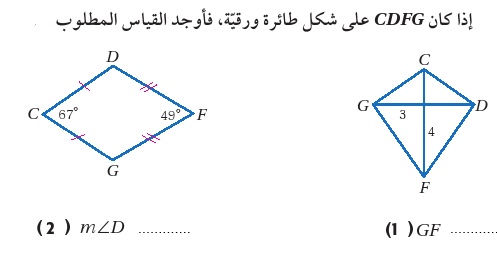 إذا كان CDFG على شكل طائرة ورقيّة، فأوجد القياس المطلوب
C
G
D
3
4
F
D
C
67°
49°
F
G
(1 ) GF ............
(2 ) m∠D .............